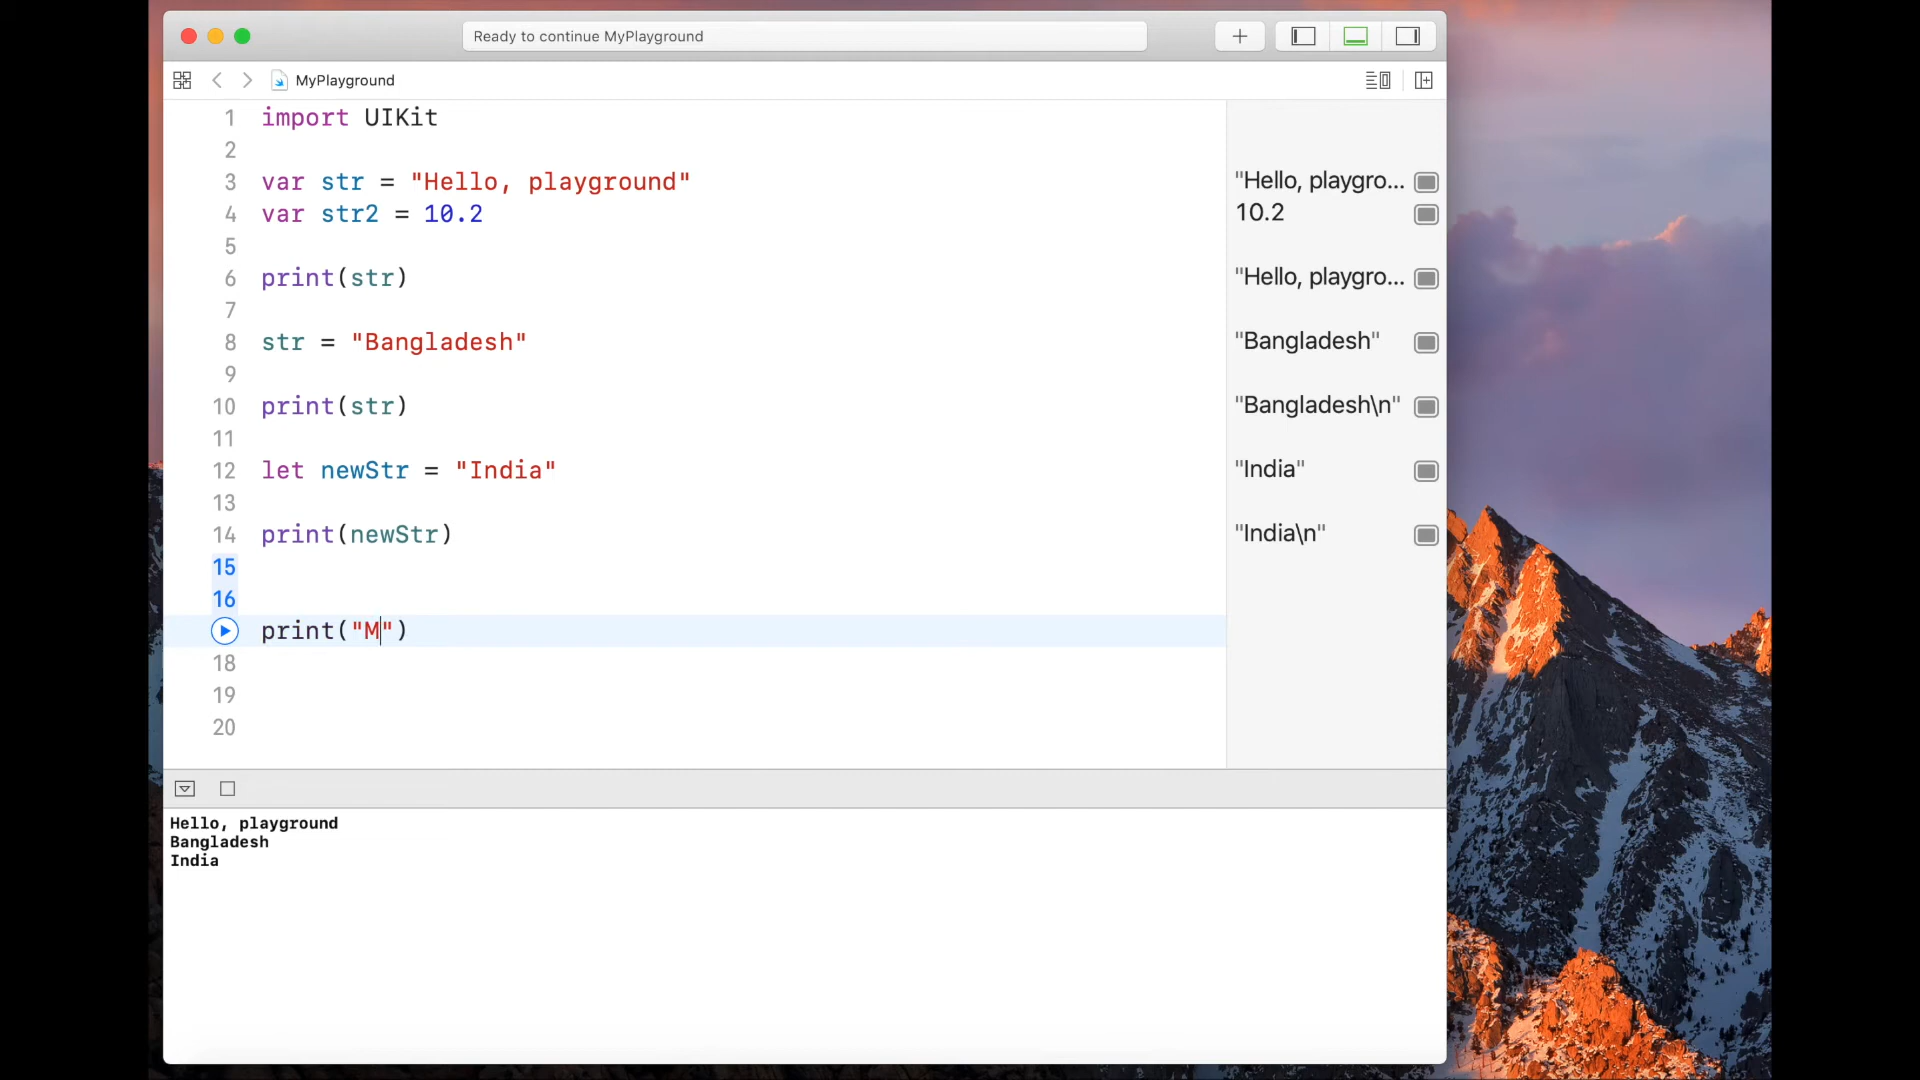 Ready to continue MyPlayground
MyPlayground
1 import UIKit
2
3 var str = "Hello, playground"
"Hello, playgro...
4 var str2 = 10.2
10.2
5
6 print(str)
"Hello, playgro...
7
8 str = "Bangladesh"
"Bangladesh"
9
10 print(str)
"Bangladesh\n"
11
12 let newStr = "India"
"India"
13
14 print(newStr)
"India\n"
15
16
print("M")
18
19
20
Hello, playground
Bangladesh
India